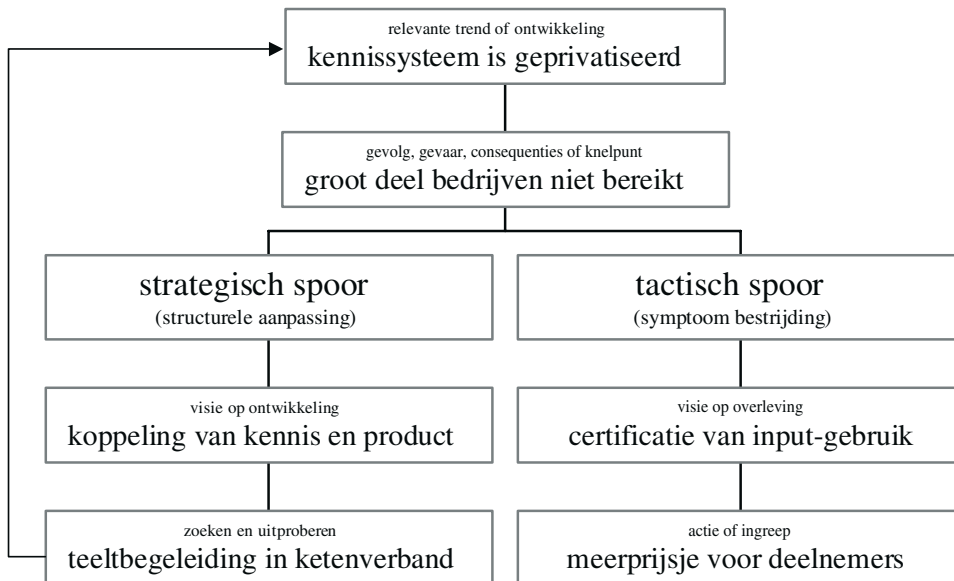 relevante trend of ontwikkeling
kennissysteem is geprivatiseerd
gevolg, gevaar, consequenties of knelpunt
groot deel bedrijven niet bereikt
strategisch spoor
(structurele aanpassing)
tactisch spoor
(symptoom bestrijding)
visie op ontwikkeling
koppeling van kennis en product
visie op overleving
certificatie van input-gebruik
zoeken en uitproberen
teeltbegeleiding in ketenverband
actie of ingreep
meerprijsje voor deelnemers